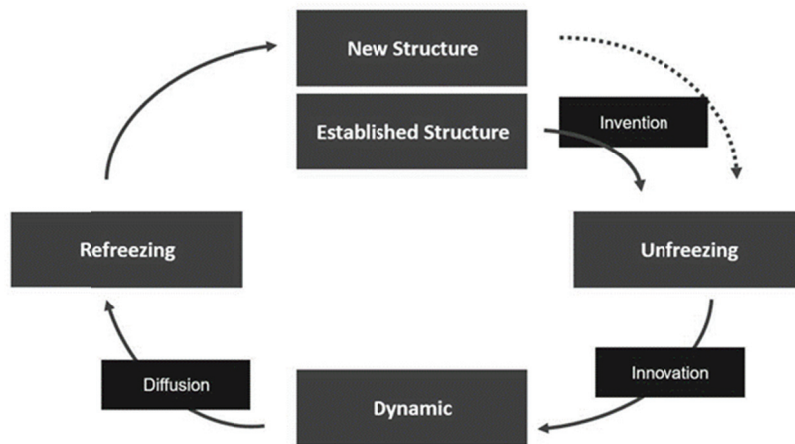 New Structure
Established Structure
Invention
Refreezing
Unfreezing
Diffusion
Innovation
Dynamic